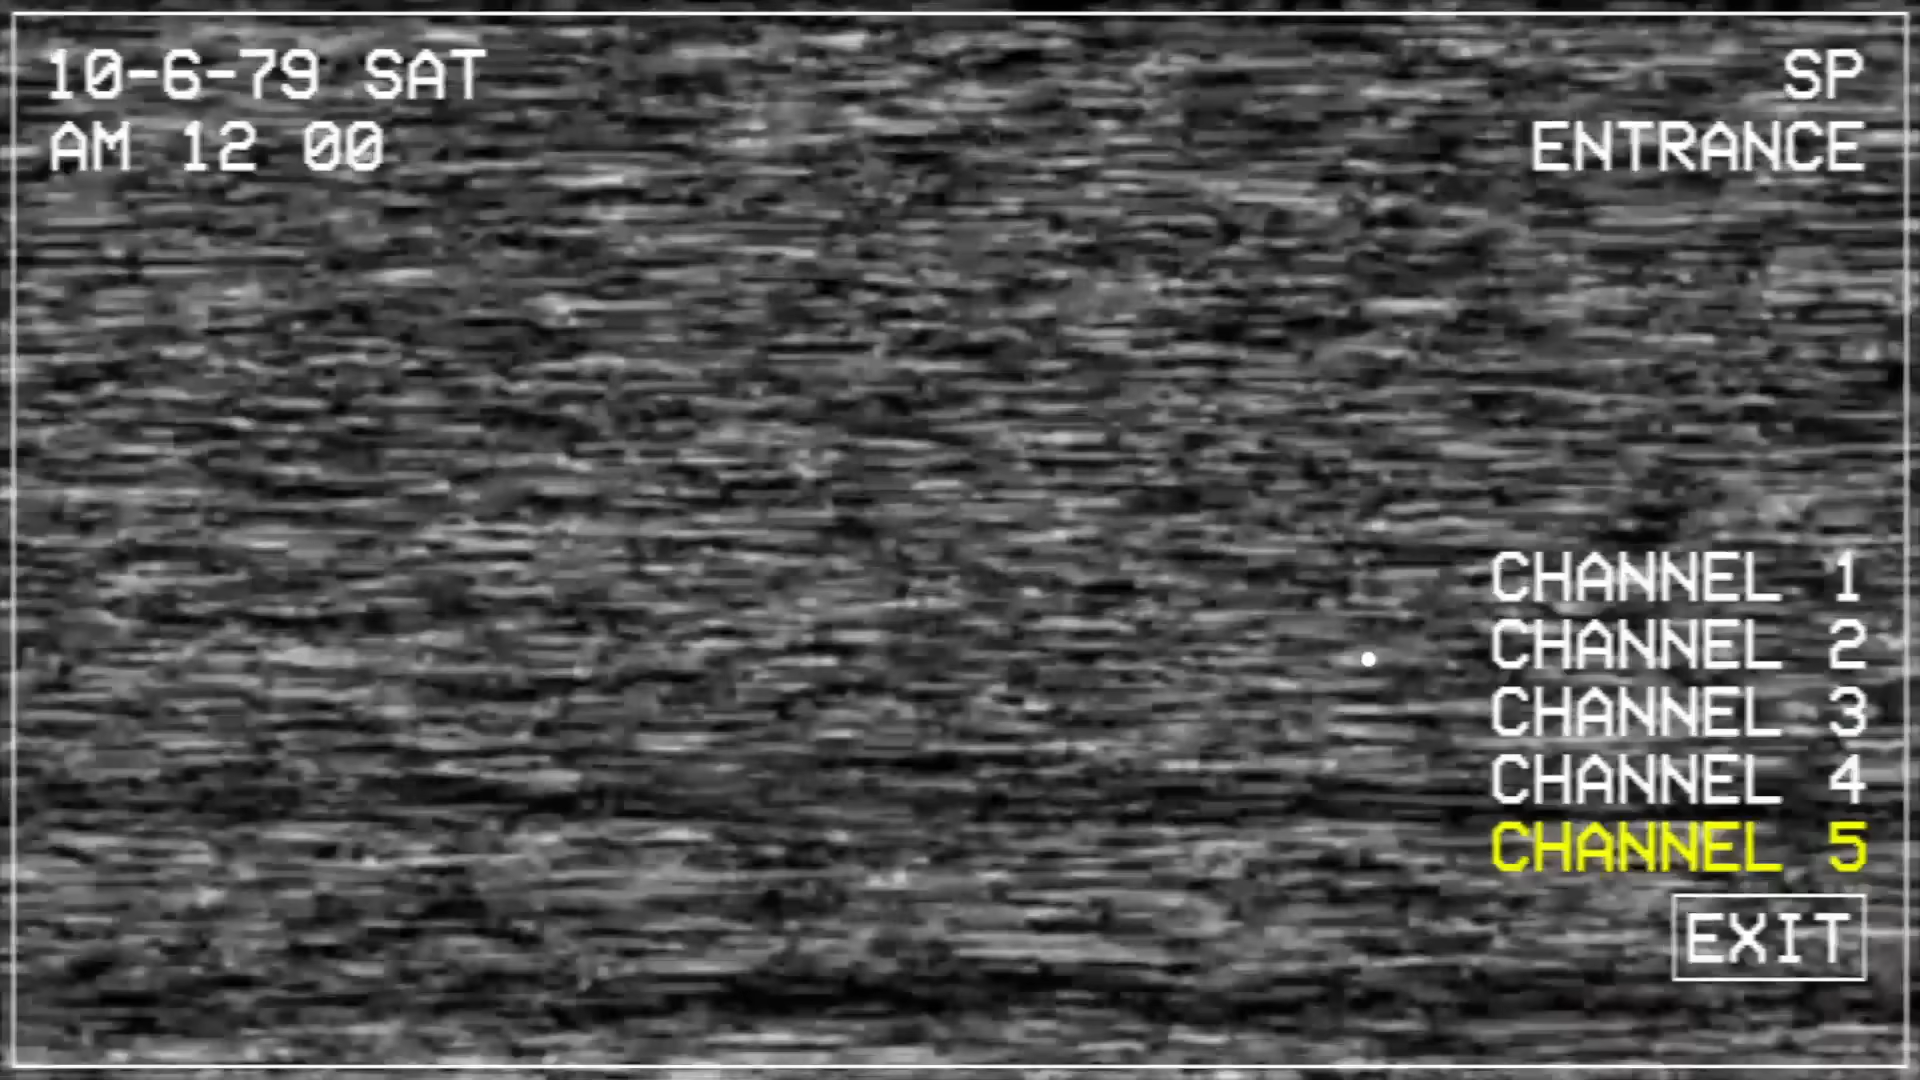 10-6-79 SAT
AM 12 00
SP
ENTRANCE
CHANNEL 1
CHANNEL 2
CHANNEL 3
CHANNEL 4
CHANNEL 5
EXIT